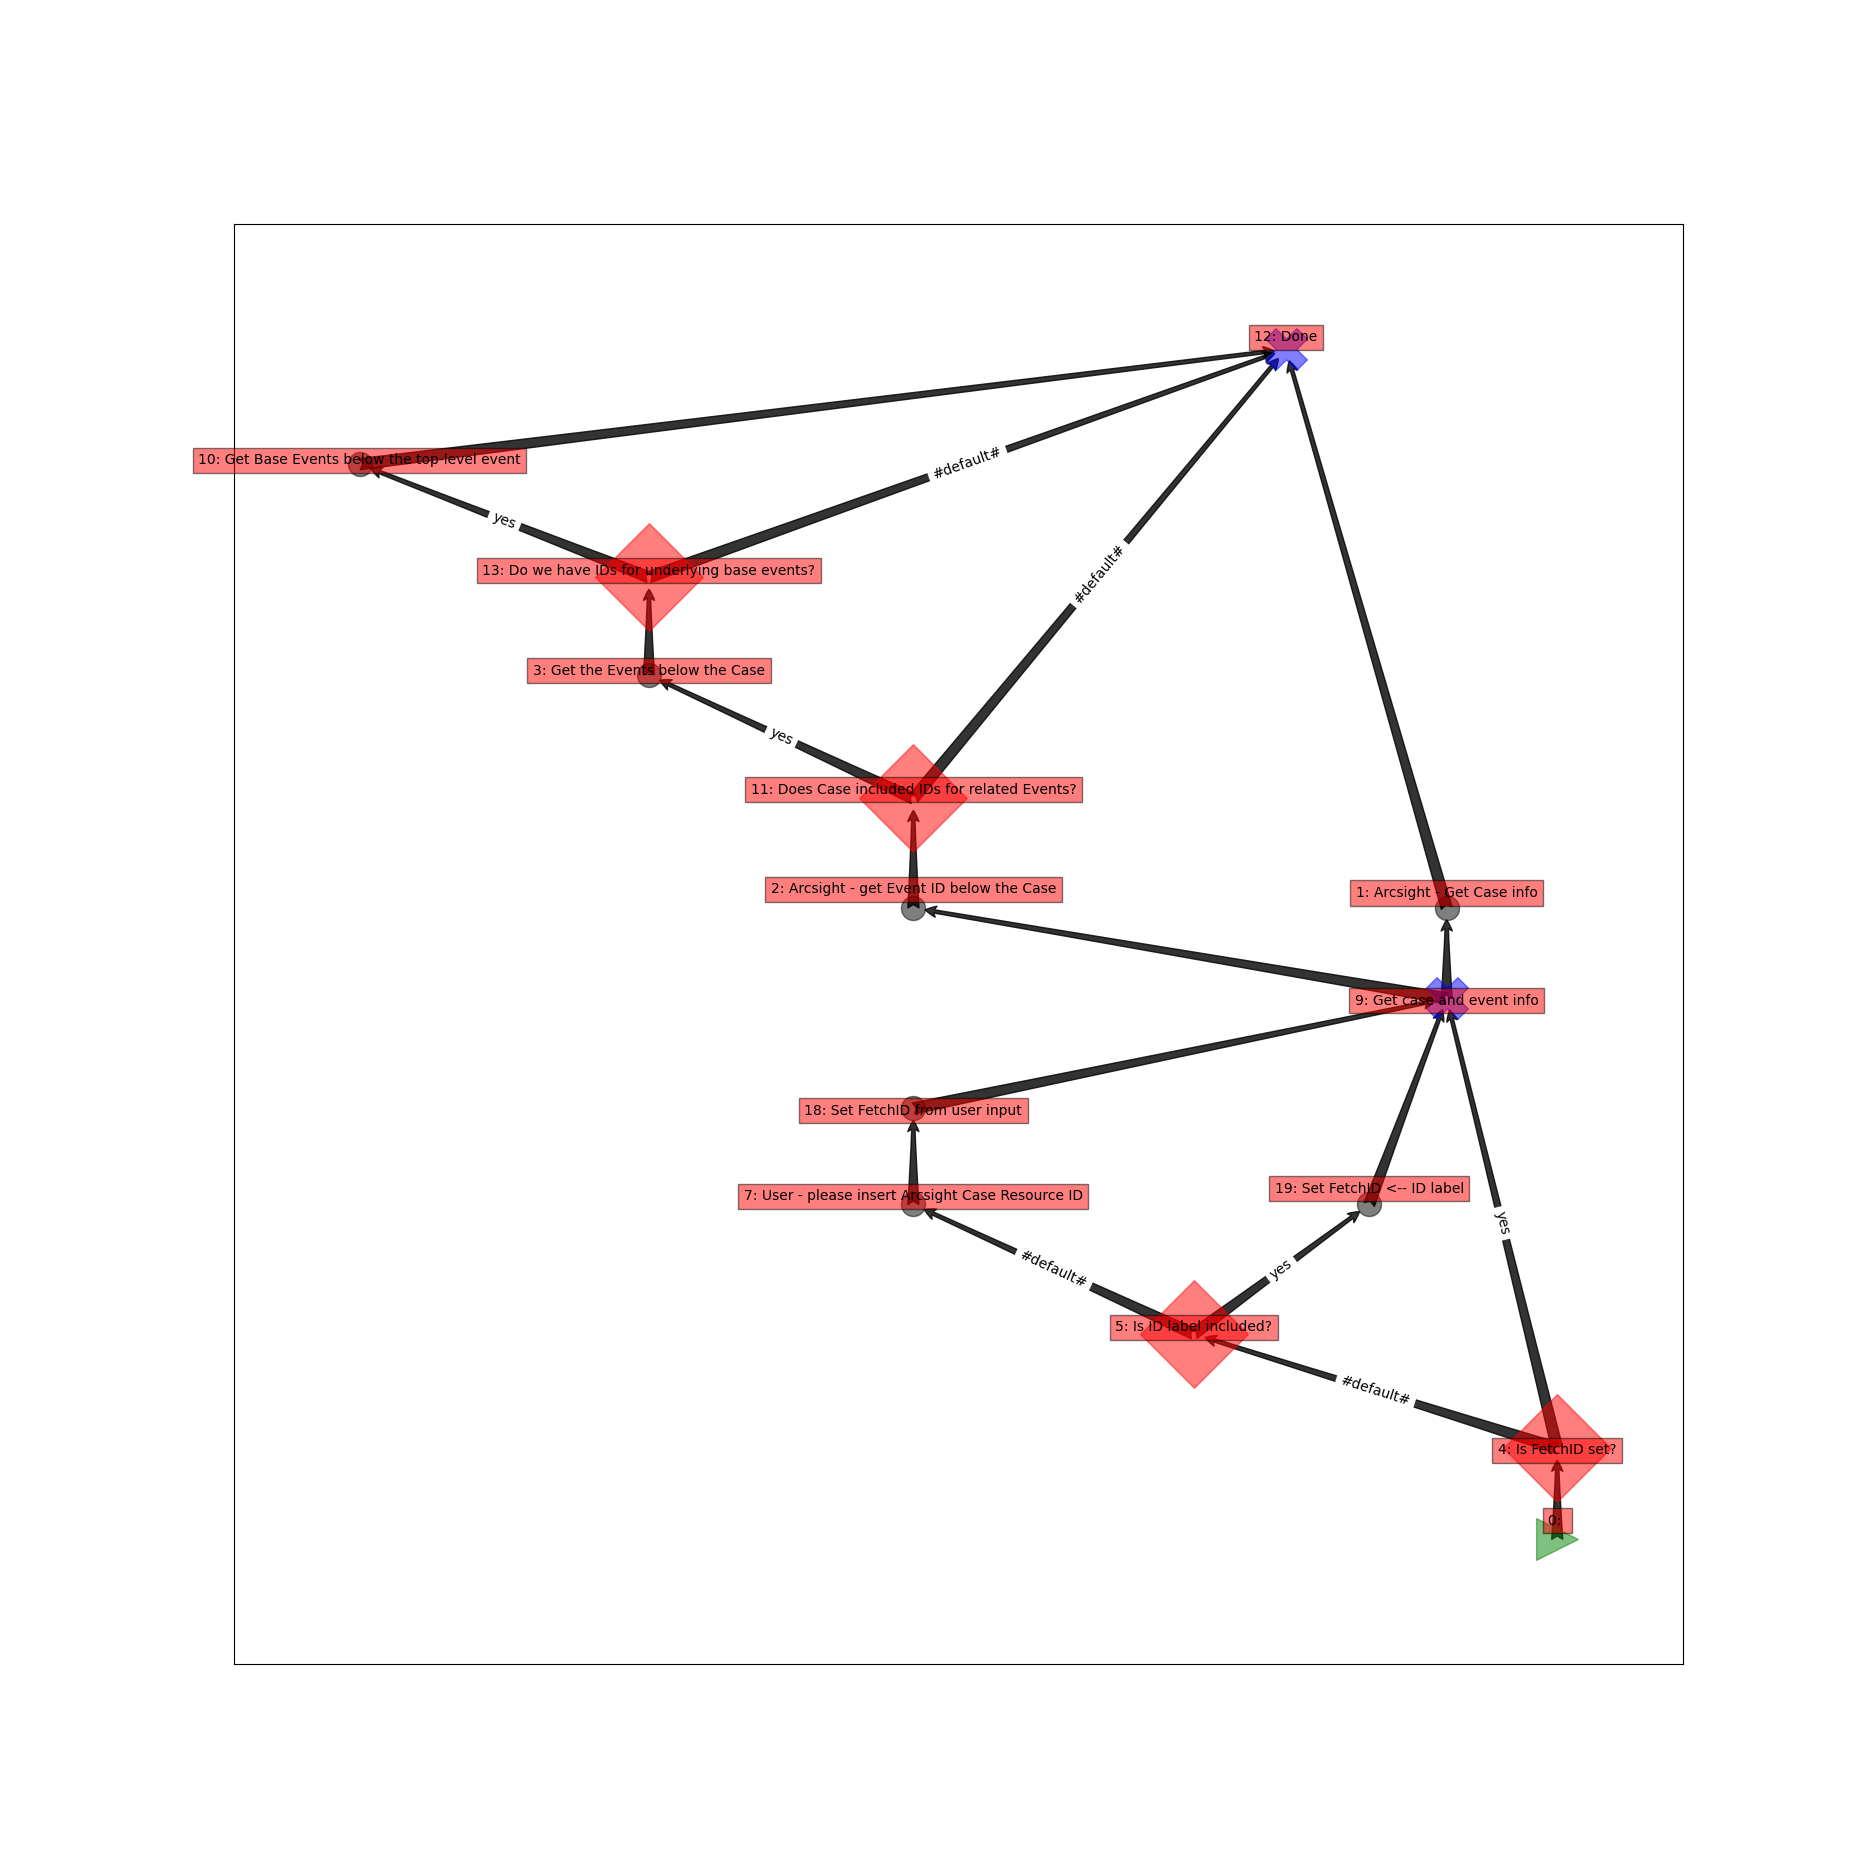 12: Done
10: Get Base Events below the top-level event
#default#
yes
13: Do we have IDs for underlying base events?
#default#
3: Get the Events below the Case
yes
11: Does Case included IDs for related Events?
2: Arcsight - get Event ID below the Case
1: Arcsight - Get Case info
9: Get case and event info
18: Set FetchID from user input
7: User - please insert Arcsight Case Resource ID
19: Set FetchID <-- ID label
yes
#default#
yes
5: Is ID label included?
#default#
4: Is FetchID set?
0: